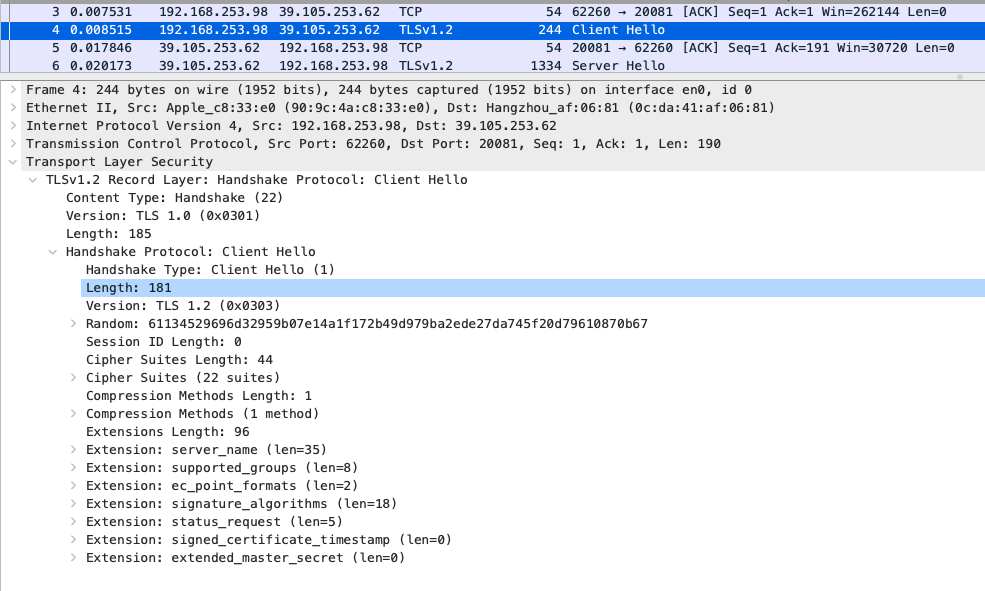 3 0.007531 192.168.253.98 39.105.253.62 TCP 54 62260 → 20081 [ACK] Seq=1 Ack=1 Win=262144 Len=0
4 0.008515 192.168.253.98 39.105.253.62 TLSv1.2 244 Client Hello
5 0.017846 39.105.253.62 192.168.253.98 TCP 54 20081 → 62260 [ACK] Seq=1 Ack=191 Win=30720 Len=0
6 0.020173 39.105.253.62 192.168.253.98 TLSv1.2 1334 Server Hello
Frame 4: 244 bytes on wire (1952 bits), 244 bytes captured (1952 bits) on interface en0, id 0
Ethernet II, Src: Apple_c8:33:e0 (90:9c:4a:c8:33:e0), Dst: Hangzhou_af:06:81 (0c:da:41:af:06:81)
Internet Protocol Version 4, Src: 192.168.253.98, Dst: 39.105.253.62
Transmission Control Protocol, Src Port: 62260, Dst Port: 20081, Seq: 1, Ack: 1, Len: 190
Transport Layer Security
TLSv1.2 Record Layer: Handshake Protocol: Client Hello
Content Type: Handshake (22)
Version: TLS 1.0 (0x0301)
Length: 185
Handshake Protocol: Client Hello
Handshake Type: Client Hello (1)
Length: 181
Version: TLS 1.2 (0x0303)
Random: 61134529696d32959b07e14a1f172b49d979ba2ede27da745f20d79610870b67
Session ID Length: 0
Cipher Suites Length: 44
Cipher Suites (22 suites)
Compression Methods Length: 1
Compression Methods (1 method)
Extensions Length: 96
Extension: server_name (len=35)
Extension: supported_groups (len=8)
Extension: ec_point_formats (len=2)
Extension: signature_algorithms (len=18)
Extension: status_request (len=5)
Extension: signed_certificate_timestamp (len=0)
Extension: extended_master_secret (len=0)